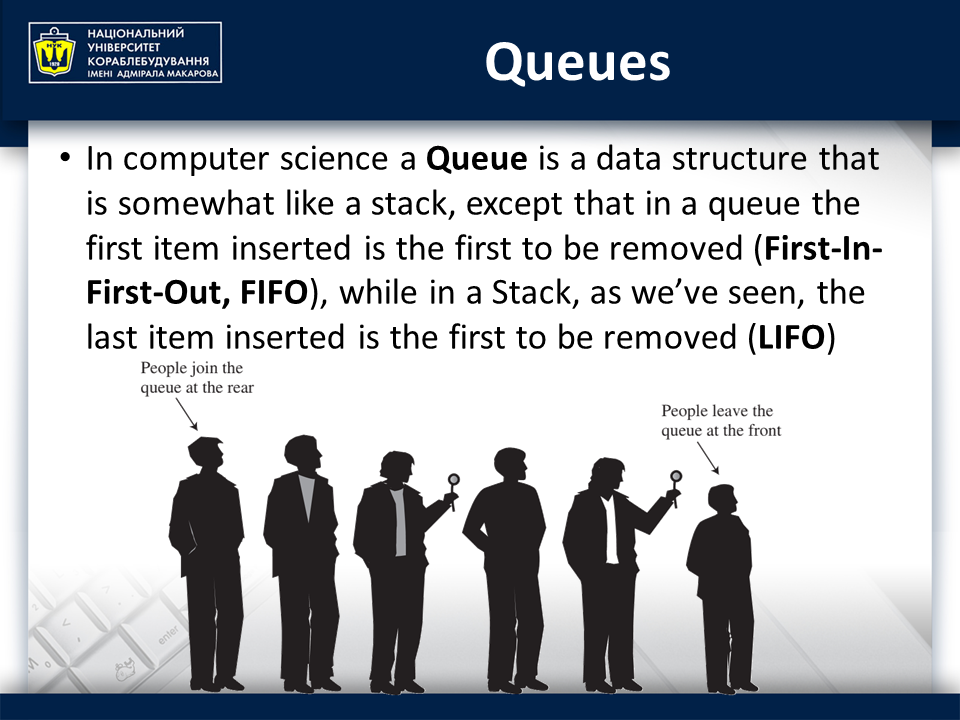 НАЦІОНАЛЬНИЙ
УНІВЕРСИТЕТ
КОРАБЛЕБУДУВАННЯ
ІМЕНІ АДМІРАЛА МАКАРОВА
НУК
1920
Queues
• In computer science a Queue is a data structure that
is somewhat like a stack, except that in a queue the
first item inserted is the first to be removed (First-In-
First-Out, FIFO), while in a Stack, as we’ve seen, the
last item inserted is the first to be removed (LIFO)
People join the
queue at the rear
People leave the
queue at the front
enter